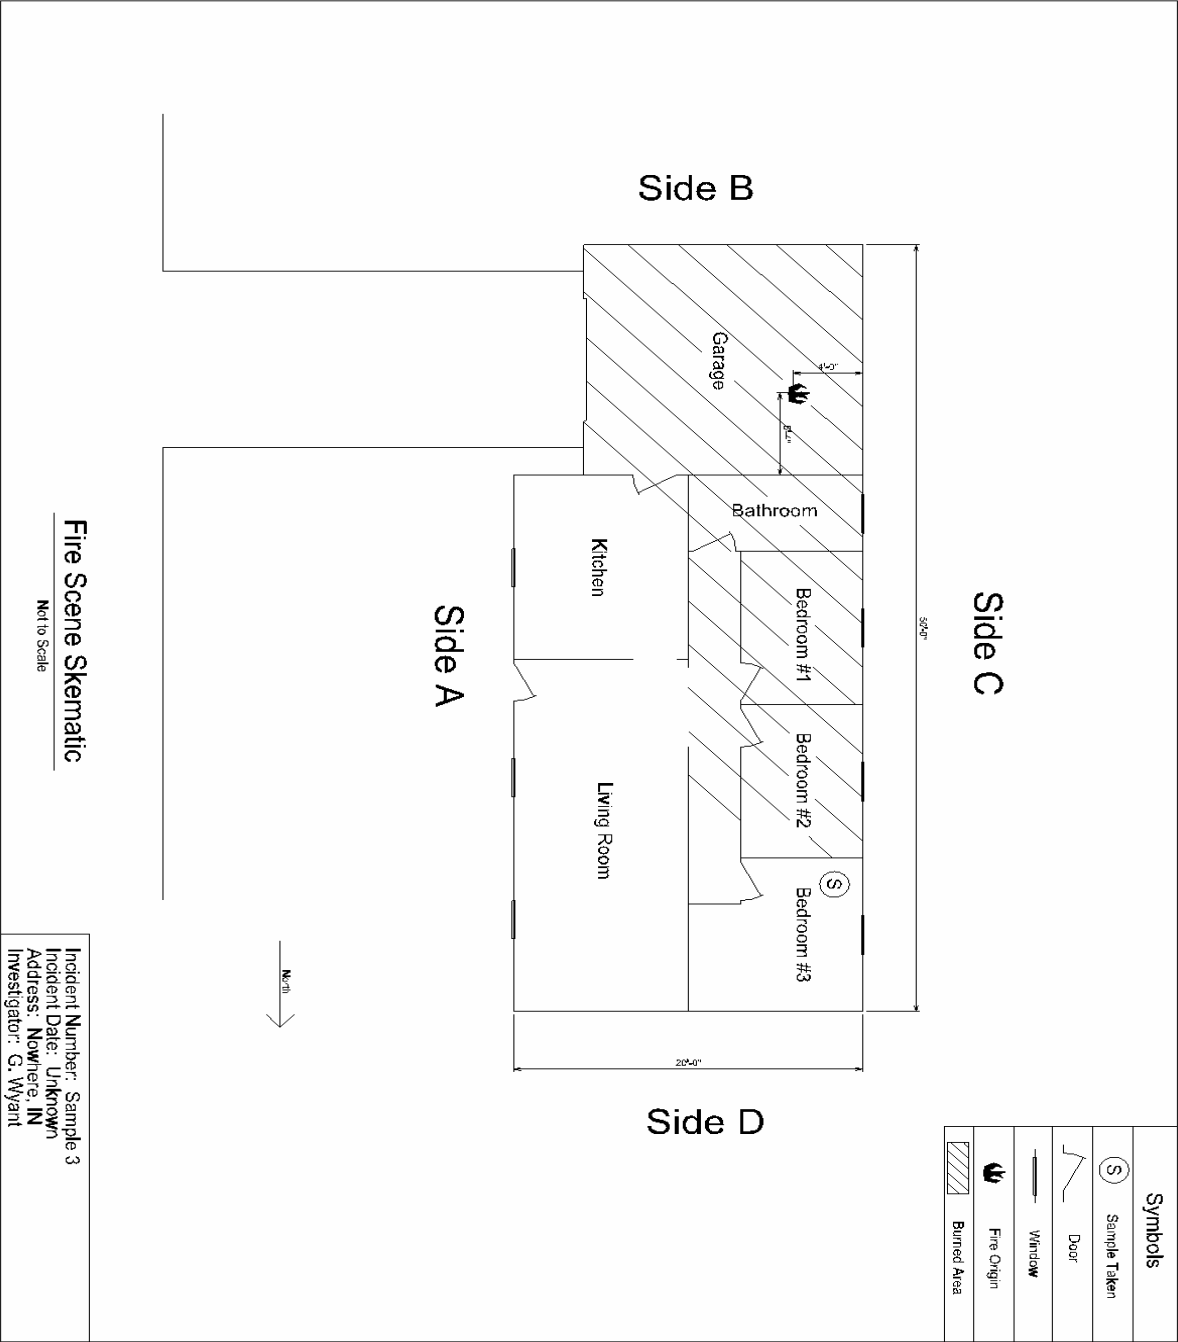 Side B
Garage
4'-0"
Bathroom
Kitchen
Bedroom #1
50'-0"
Side A
Side C
Bedroom #2
Living Room
S
Bedroom #3
20'-0"
Side D
North
Fire Scene Skematic
Not to Scale
Symbols
S
Sample Taken
Door
Window
Fire Origin
Burned Area
Incident Number: Sample 3
Incident Date: Unknown
Address: Nowhere, IN
Investigator: G. Wyant